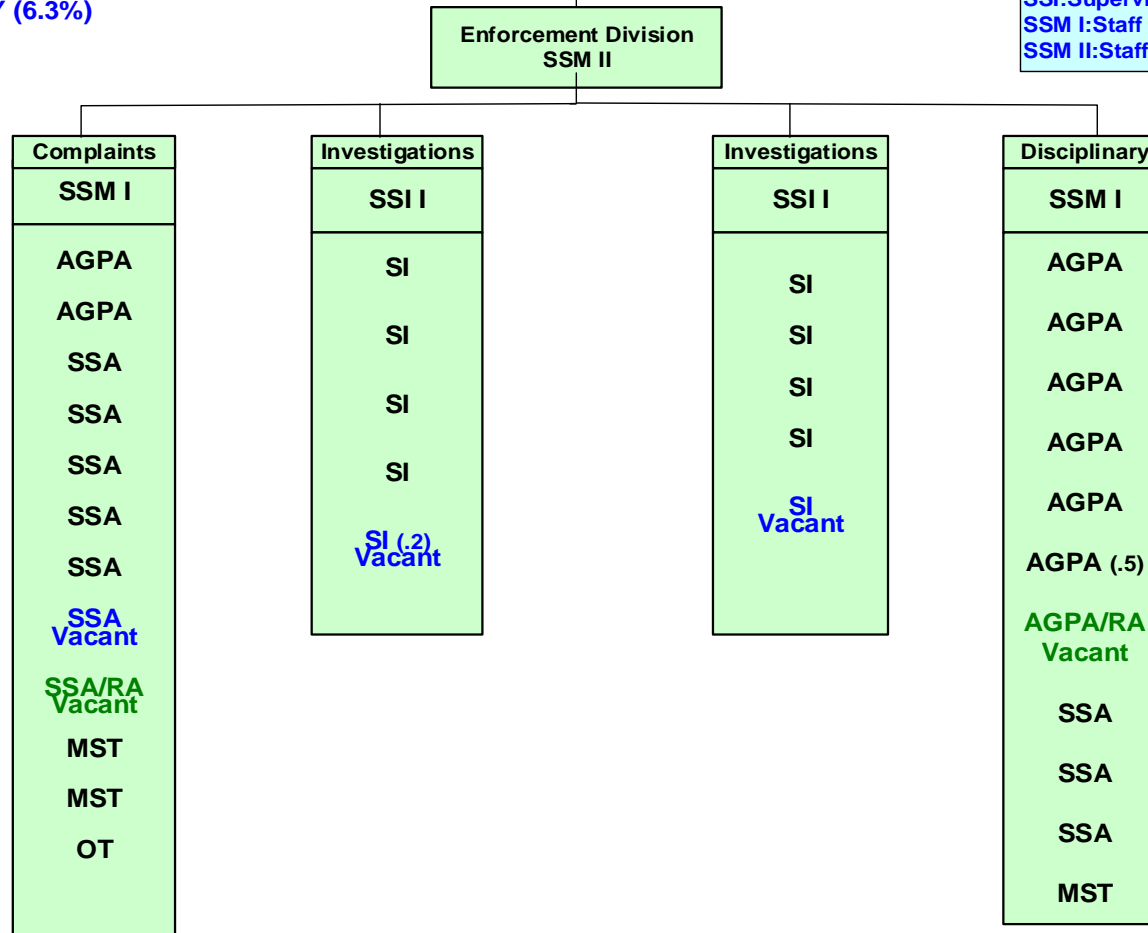 (6.3%)
Enforcement Division
SSM II
SSM I:Staff
SSM II:Staff
Complaints
SSM I
AGPA
AGPA
SSA
SSA
SSA
SSA
SSA
SSA
Vacant
SSA/RA
Vacant
MST
MST
OT
Investigations
SSI I
SI
SI
SI
SI
SI (.2)
Vacant
Investigations
SSI I
SI
SI
SI
SI
SI
Vacant
Disciplinary
SSM I
AGPA
AGPA
AGPA
AGPA
AGPA
AGPA (.5)
AGPA/RA
Vacant
SSA
SSA
SSA
MST